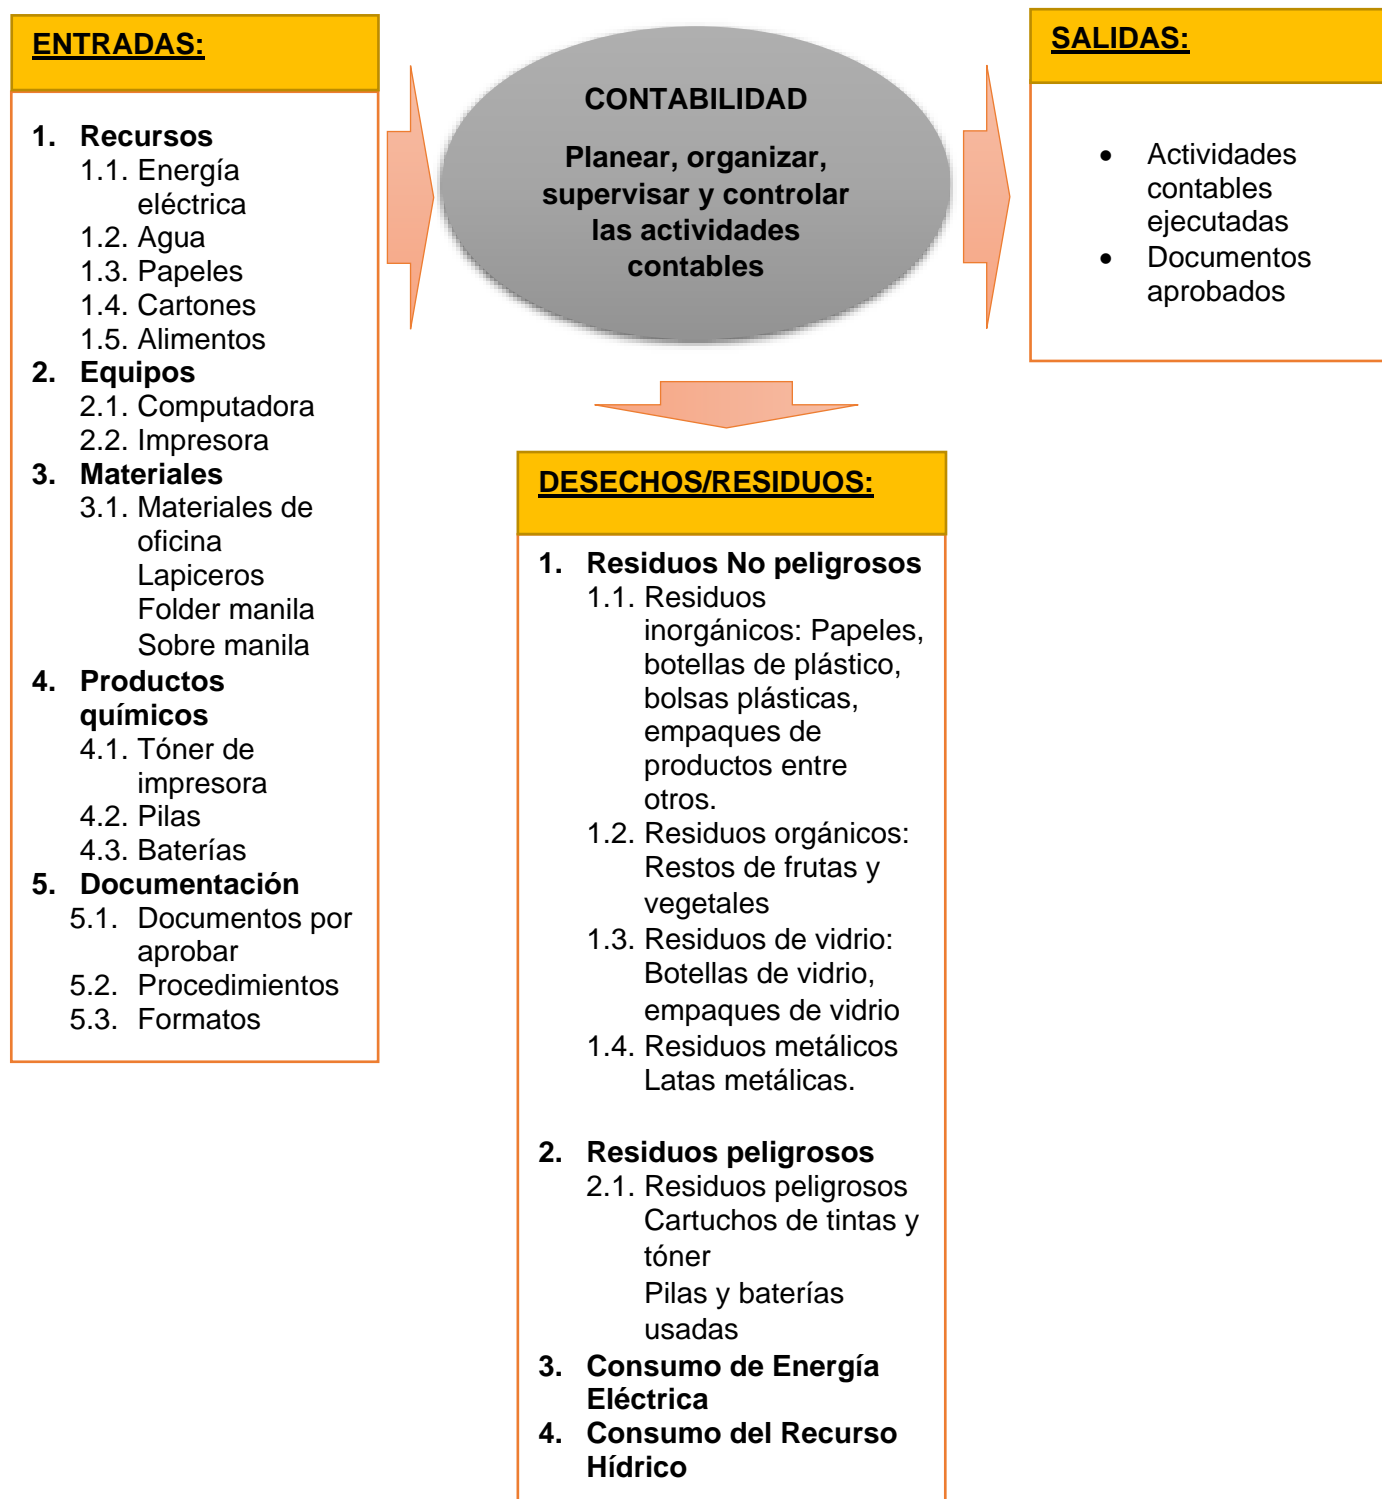 ENTRADAS:
1. Recursos
1.1. Energía
eléctrica
1.2. Agua
1.3. Papeles
1.4. Cartones
1.5. Alimentos
2. Equipos
2.1. Computadora
2.2. Impresora
3. Materiales
3.1. Materiales de
oficina
Lapiceros
Folder manila
Sobre manila
4. Productos
químicos
4.1. Tóner de
impresora
4.2. Pilas
4.3. Baterías
5. Documentación
5.1. Documentos por
aprobar
5.2. Procedimientos
5.3. Formatos
CONTABILIDAD
Planear, organizar,
supervisar y controlar
las actividades
contables
SALIDAS:
• Actividades
contables
ejecutadas
• Documentos
aprobados
DESECHOS/RESIDUOS:
1. Residuos No peligrosos
1.1. Residuos
inorgánicos: Papeles,
botellas de plástico,
bolsas plásticas,
empaques de
productos entre
otros.
1.2. Residuos orgánicos:
Restos de frutas y
vegetales
1.3. Residuos de vidrio:
Botellas de vidrio,
empaques de vidrio
1.4. Residuos metálicos
Latas metálicas.
2. Residuos peligrosos
2.1. Residuos peligrosos
Cartuchos de tintas y
tóner
Pilas y baterías
usadas
3. Consumo de Energía
Eléctrica
4. Consumo del Recurso
Hídrico